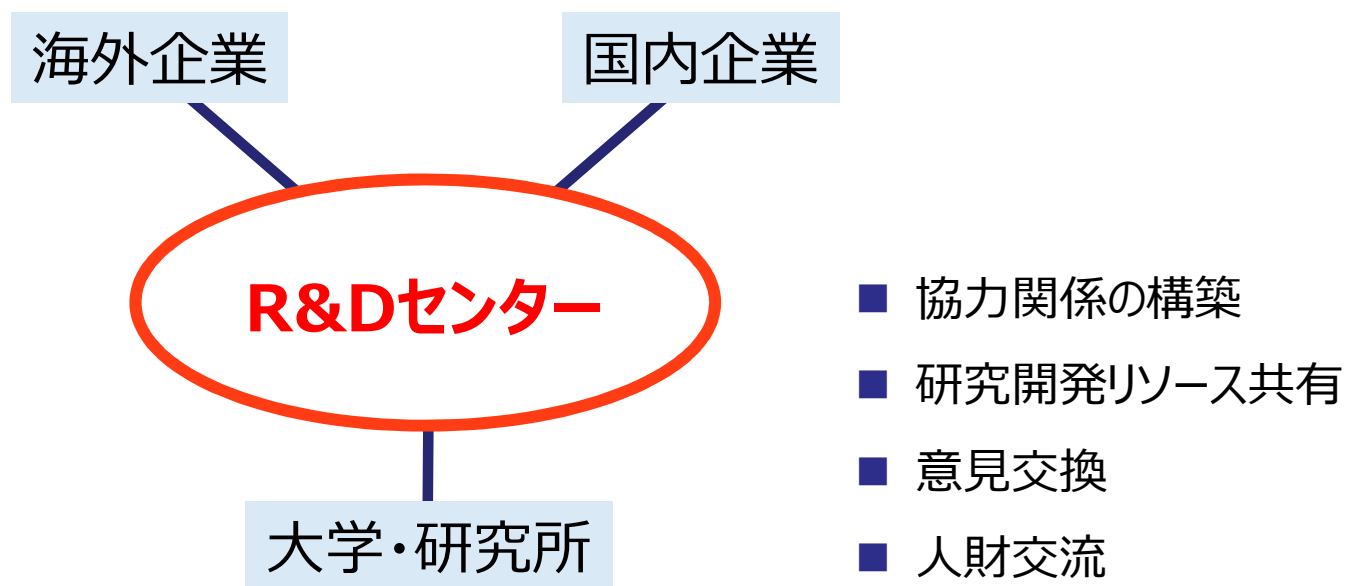 海外企業
国内企業
R&Dセンター
■ 協力関係の構築
■ 研究開発リソース共有
■ 意見交換
大学・研究所
■ 人財交流